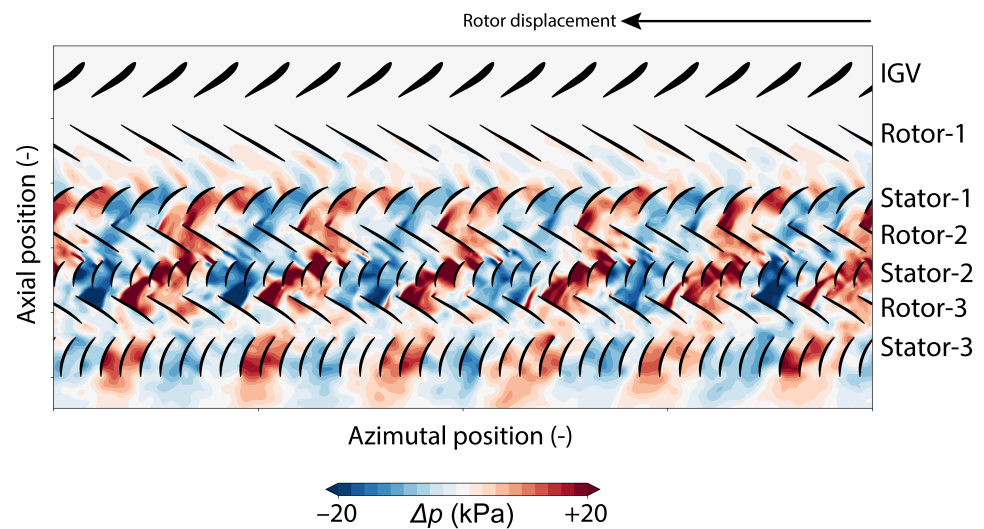 Rotor displacement
IGV
Rotor-1
Stator-1
Rotor-2
Stator-2
Rotor-3
Stator-3
Axial position (-)
Azimutal position (-)
−20 Δp (kPa) +20